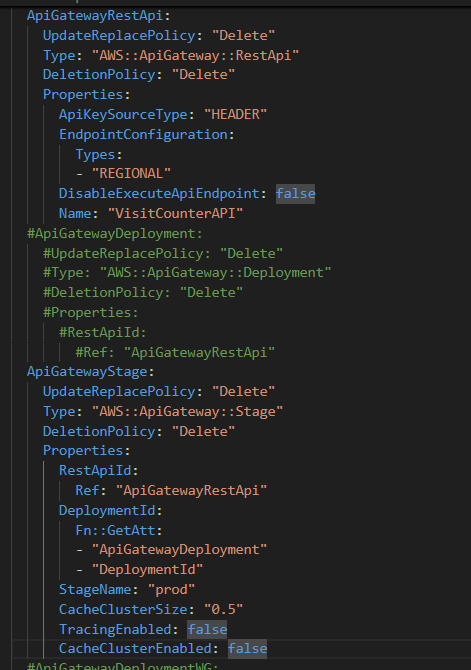 ApiGatewayRestApi:
  UpdateReplacePolicy: "Delete"
  Type: "AWS::ApiGateway::RestApi"
  DeletionPolicy: "Delete"
  Properties:
    ApiKeySourceType: "HEADER"
    EndpointConfiguration:
      Types:
      - "REGIONAL"
    DisableExecuteApiEndpoint: false
    Name: "VisitCounterAPI"
#ApiGatewayDeployment:
  #UpdateReplacePolicy: "Delete"
  #Type: "AWS::ApiGateway::Deployment"
  #DeletionPolicy: "Delete"
  #Properties:
    #RestApiId:
      #Ref: "ApiGatewayRestApi"
ApiGatewayStage:
  UpdateReplacePolicy: "Delete"
  Type: "AWS::ApiGateway::Stage"
  DeletionPolicy: "Delete"
  Properties:
    RestApiId:
      Ref: "ApiGatewayRestApi"
    DeploymentId:
      Fn::GetAtt:
      - "ApiGatewayDeployment"
      - "DeploymentId"
    StageName: "prod"
    CacheClusterSize: "0.5"
    TracingEnabled: false
    CacheClusterEnabled: false
#ApiGatewayDeploymentWG: